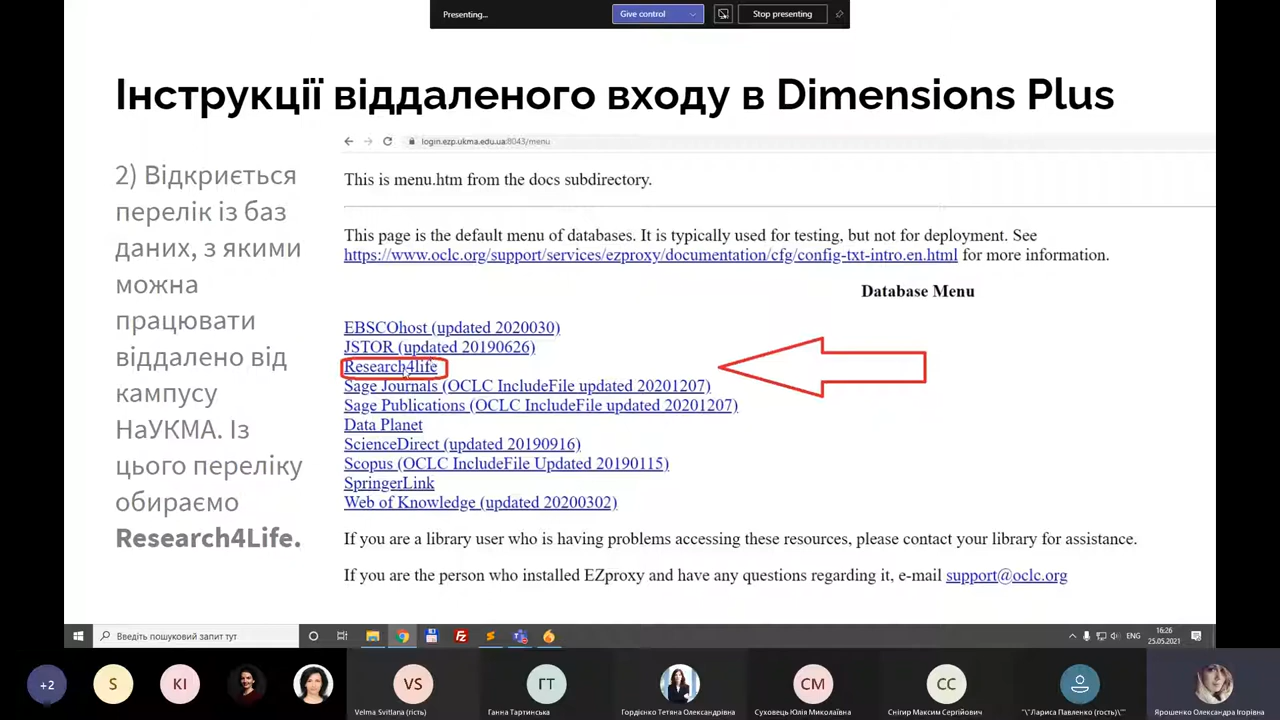 Presenting...
Give control
Stop presenting
Інструкції віддаленого входу в Dimensions Plus
2) Відкриється
перелік із баз
даних, з якими
можна
працювати
віддалено від
кампусу
НаУКМА. Із
цього переліку
обираємо
Research4Life.
login.ezp.ukma.edu.ua:8043/menu
This is menu.htm from the docs subdirectory.
This page is the default menu of databases. It is typically used for testing, but not for deployment. See
https://www.oclc.org/support/services/ezproxy/documentation/cfg/config-txt-intro.en.html for more information.
Database Menu
EBSCOhost (updated 2020030)
JSTOR (updated 20190626)
Research4life
Sage Journals (OCLC IncludeFile updated 20201207)
Sage Publications (OCLC IncludeFile updated 20201207)
Data Planet
ScienceDirect (updated 20190916)
Scopus (OCLC IncludeFile Updated 20190115)
SpringerLink
Web of Knowledge (updated 20200302)
If you are a library user who is having problems accessing these resources, please contact your library for assistance.
If you are the person who installed EZproxy and have any questions regarding it, e-mail support@oclc.org
Введіть пошуковий запит тут
ENG
16:26
25.05.2021
+2
S
KI
VS
ГТ
СМ
СС
Velma Svitlana (гість)
Ганна Тартинська
Гордієнко Тетяна Олександрівна
Суховець Юлія Миколаївна
Снігир Максим Сергійович
"\"Лариса Павленко (гость)\""
Ярошенко Олександра Ігорівна